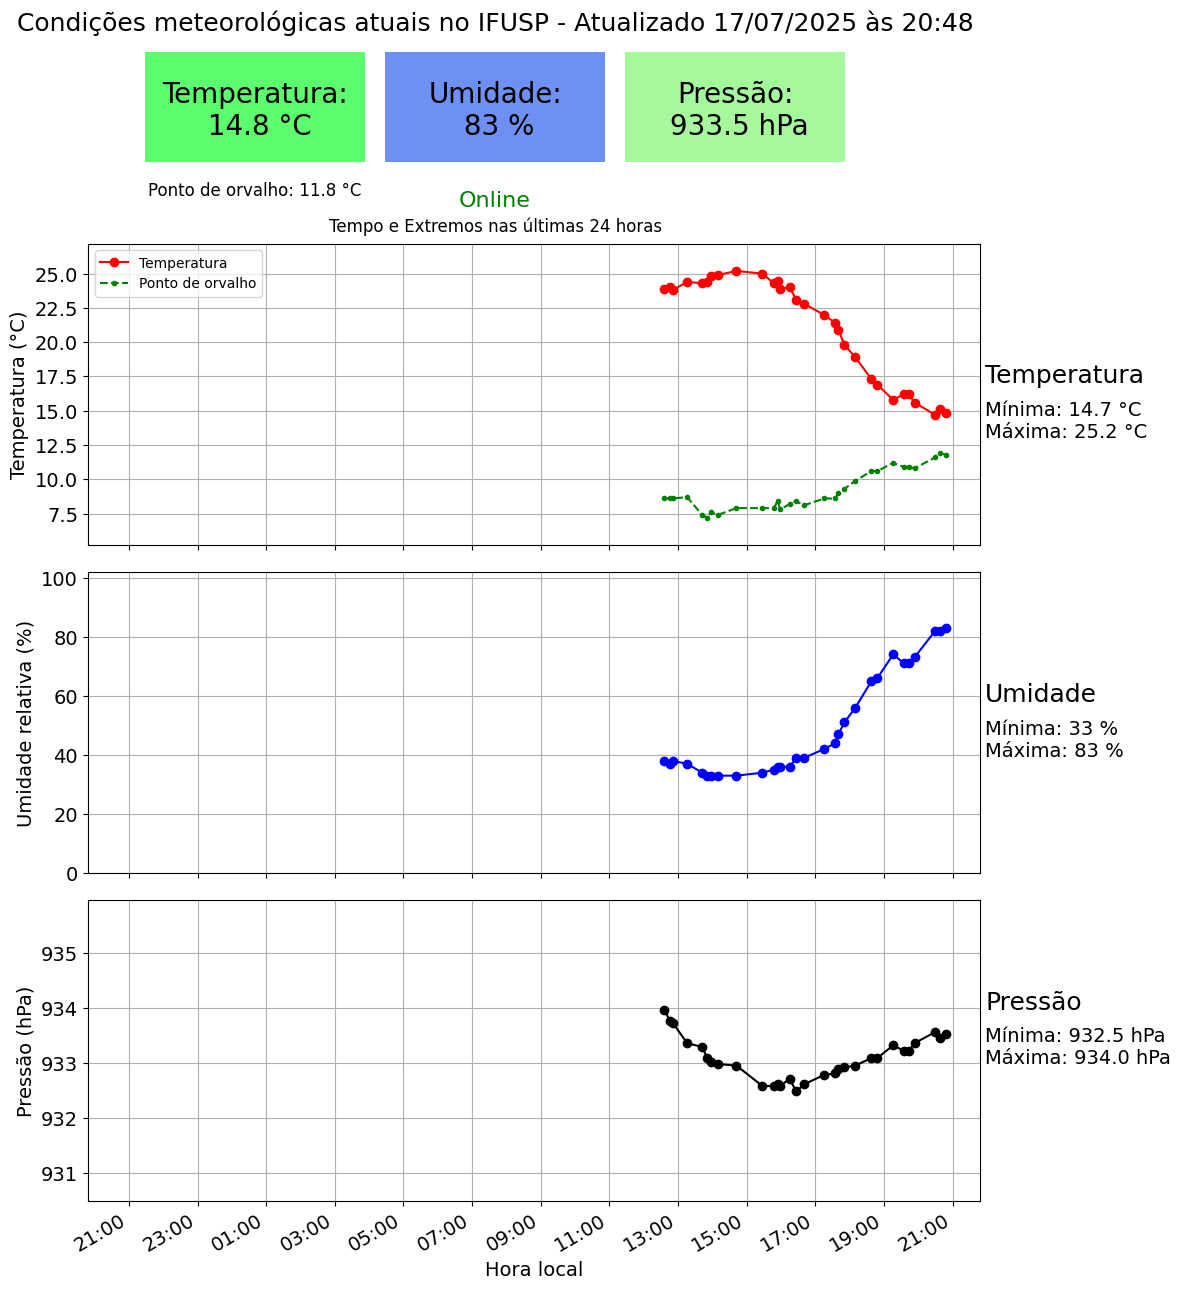 Condições meteorológicas atuais no IFUSP - Atualizado 17/07/2025 às 20:48
Temperatura:
14.8 °C
Umidade:
83 %
Pressão:
933.5 hPa
Ponto de orvalho: 11.8 °C
Online
Tempo e Extremos nas últimas 24 horas
Temperatura
Ponto de orvalho
Temperatura (°C)
25.0
22.5
20.0
17.5
15.0
12.5
10.0
7.5
Temperatura
Mínima: 14.7 °C
Máxima: 25.2 °C
Umidade relativa (%)
100
80
60
40
20
0
Umidade
Mínima: 33 %
Máxima: 83 %
Pressão (hPa)
935
934
933
932
931
Pressão
Mínima: 932.5 hPa
Máxima: 934.0 hPa
21:00 23:00 01:00 03:00 05:00 07:00 09:00 11:00 13:00 15:00 17:00 19:00 21:00
Hora local